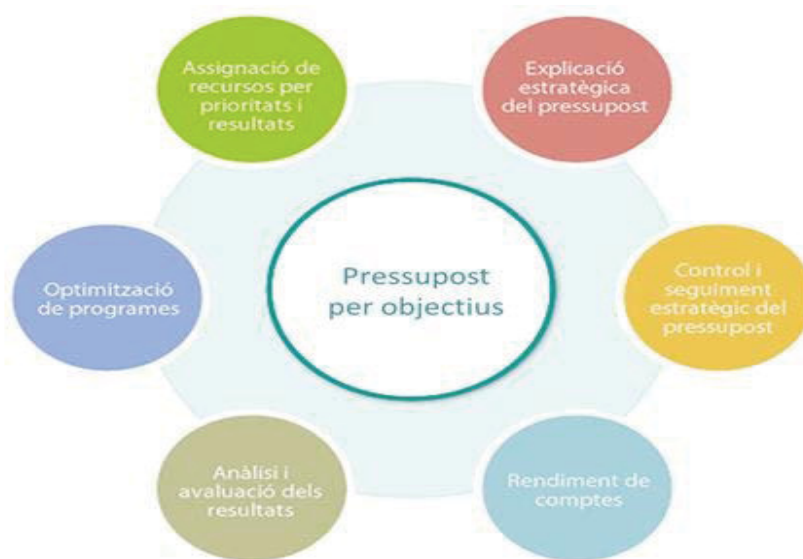 Assignació de
recursos per
prioritats i
resultats
Explicació
estratègica
del pressupost
Optimització
de programes
Pressupost
per objectius
Control i
seguiment
estratègic del
pressupost
Anàlisi i
avaluació dels
resultats
Rendiment de
comptes